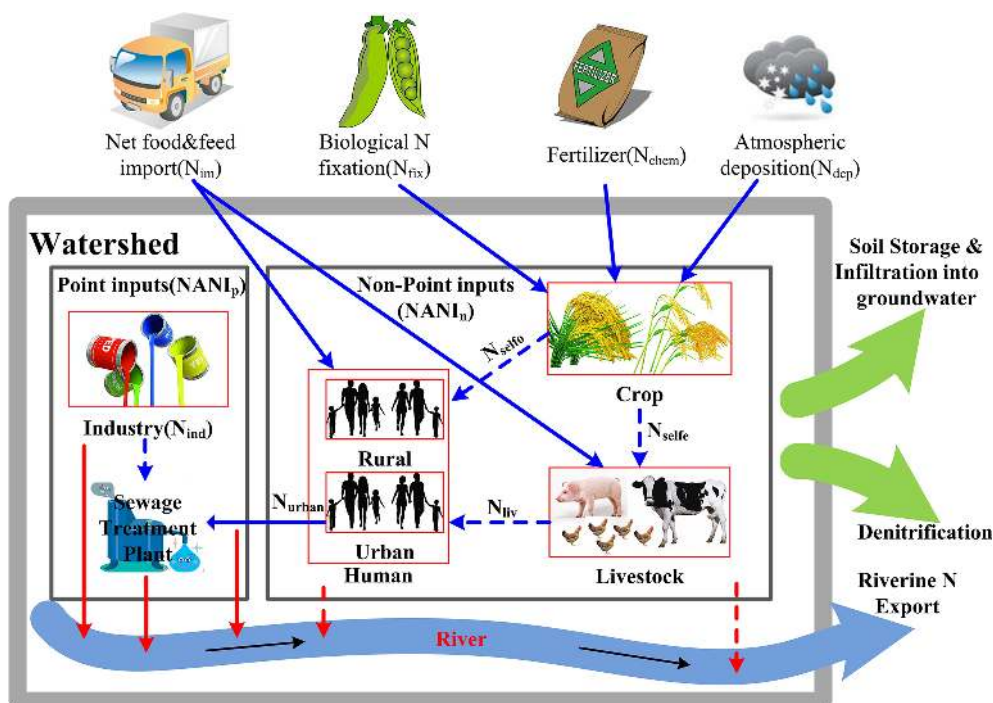 FERTILIZER
Net food&feed
import(Nim)
Biological N
fixation(Nfix)
Fertilizer(Nchem)
Atmospheric
deposition(Ndep)
Watershed
Point inputs(NANIp)
Non-Point inputs
(NANIn)
Soil Storage &
Infiltration into
groundwater
Nselfo
Crop
Industry(Nind)
Nselfe
Rural
Sewage
Treatment
Plant
Nurban
Nliv
Urban
Human
Livestock
Denitrification
Riverine N
Export
River